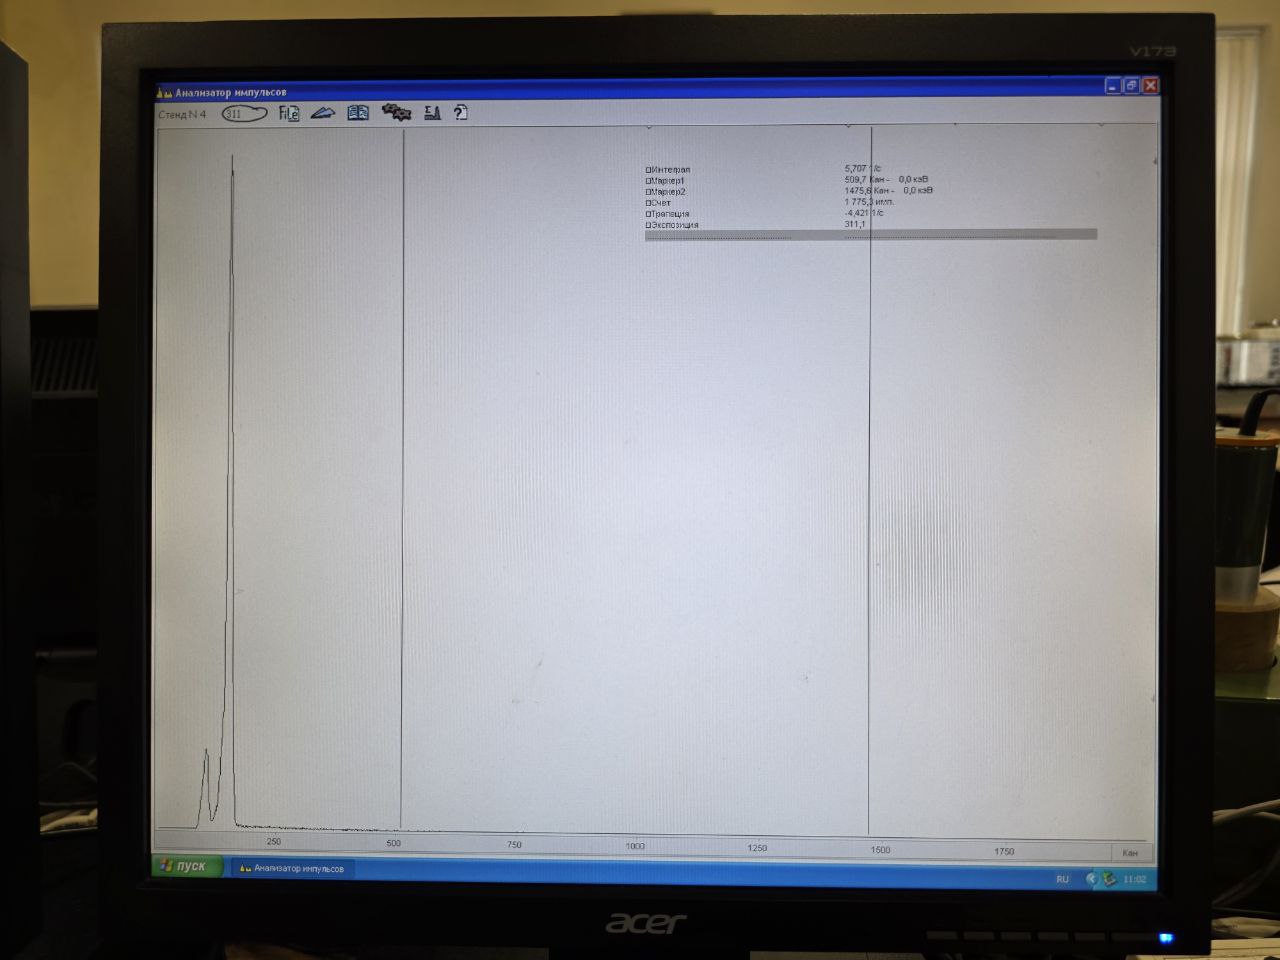 V173
Анализатор импульсов
Стенд N 4 311 FiLe
Интеграл 5,707 1/с
Маркер1 509,7 Кан - 0,0 кэВ
Маркер2 1475,6 Кан - 0,0 кэВ
Счет 1 775,3 имп.
Трапеция -4,421 1/с
Экспозиция 311,1
250 500 750 1000 1250 1500 1750 Кан
пуск Анализатор импульсов RU 11:02
acer